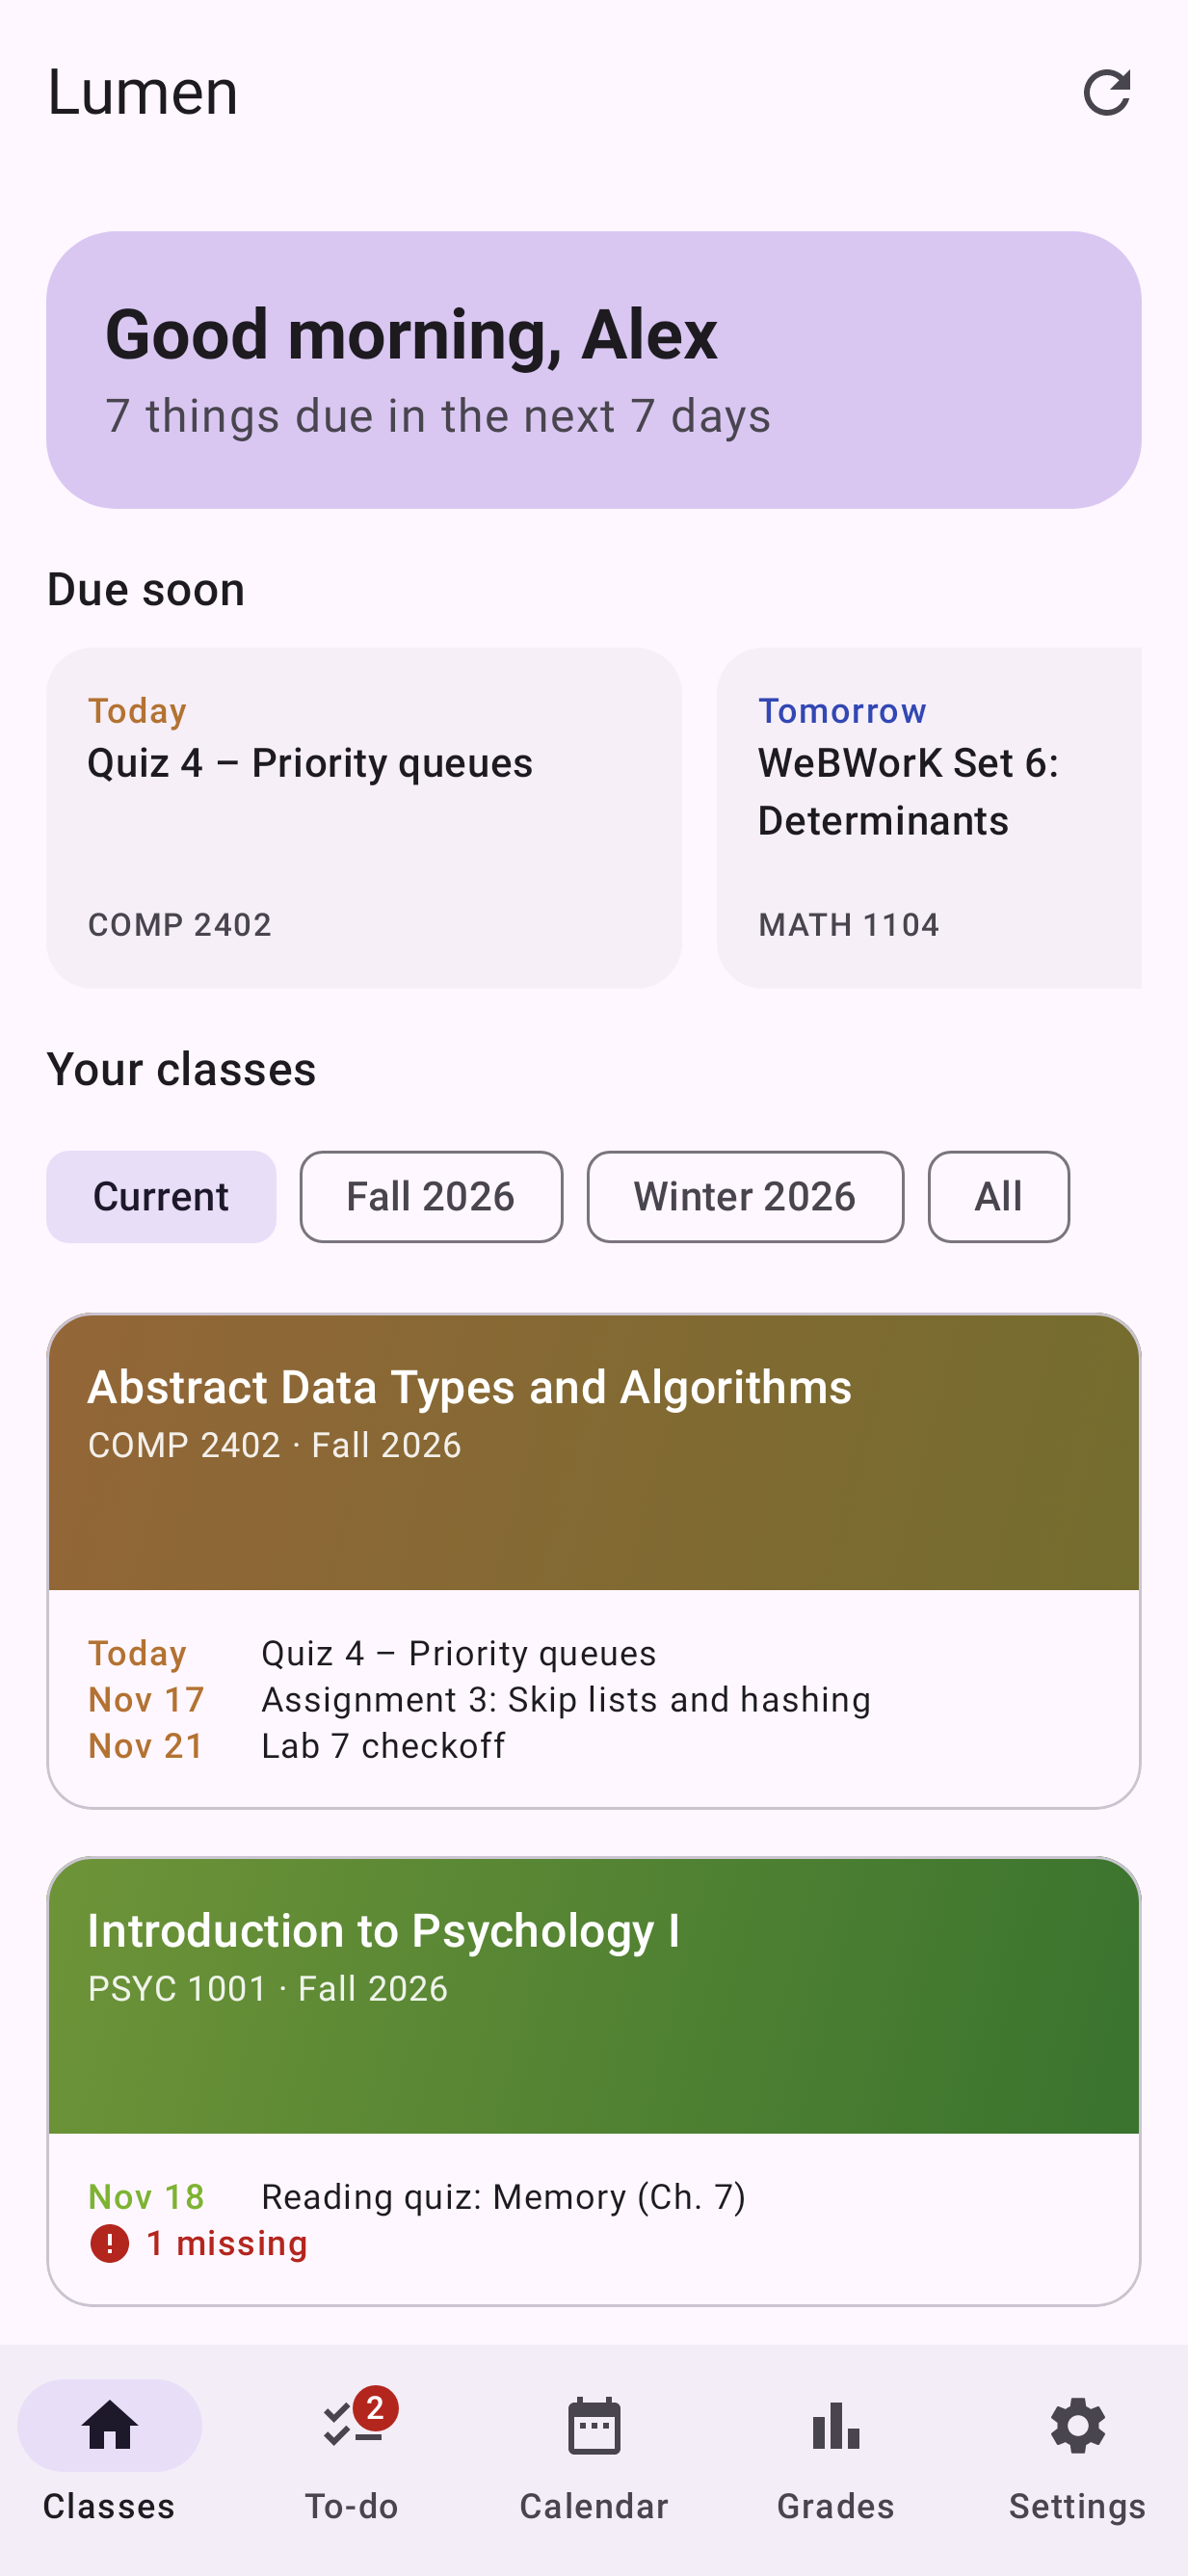 Lumen
Good morning, Alex
7 things due in the next 7 days
Due soon
Today
Quiz 4 – Priority queues
COMP 2402
Tomorrow
WeBWorK Set 6:
Determinants
MATH 1104
Your classes
Current
Fall 2026
Winter 2026
All
Abstract Data Types and Algorithms
COMP 2402 · Fall 2026
Today Quiz 4 – Priority queues
Nov 17 Assignment 3: Skip lists and hashing
Nov 21 Lab 7 checkoff
Introduction to Psychology I
PSYC 1001 · Fall 2026
Nov 18 Reading quiz: Memory (Ch. 7)
1 missing
2
Classes
To-do
Calendar
Grades
Settings